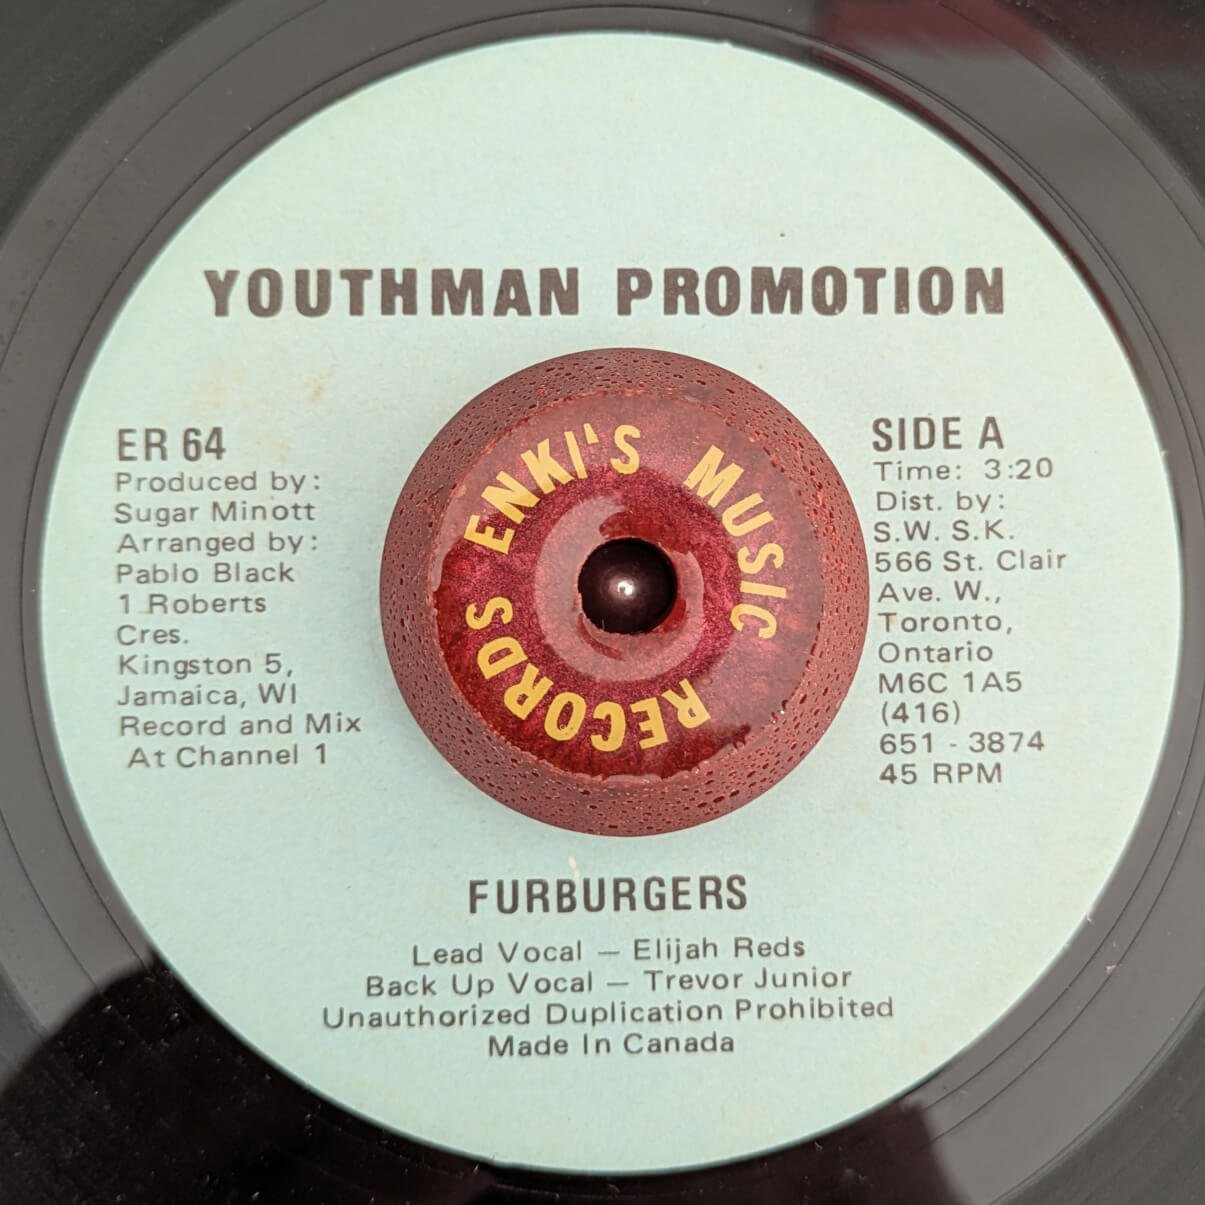 YOUTHMAN PROMOTION
ER 64
Produced by:
Sugar Minott
Arranged by:
Pablo Black
1 Roberts
Cres.
Kingston 5,
Jamaica, WI
Record and Mix
At Channel 1
ENKI'S MUSIC RECORDS
SIDE A
Time: 3:20
Dist. by:
S.W. S.K.
566 St. Clair
Ave. W.,
Toronto,
Ontario
M6C 1A5
(416)
651 - 3874
45 RPM
FURBURGERS
Lead Vocal — Elijah Reds
Back Up Vocal — Trevor Junior
Unauthorized Duplication Prohibited
Made In Canada